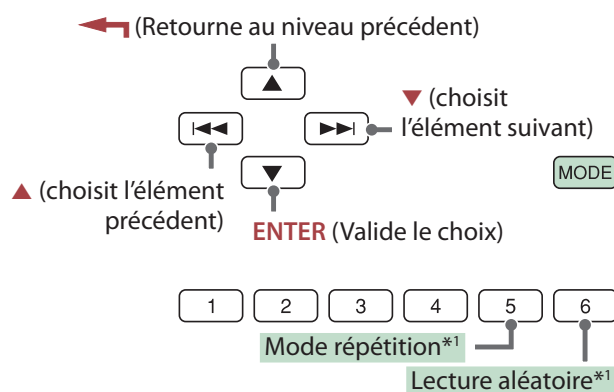 (Retourne au niveau précédent)
▼ (choisit
l’élément suivant)
▲ (choisit l’élément
précédent)
MODE
ENTER (Valide le choix)
1 2 3 4 5 6
Mode répétition*1
Lecture aléatoire*1